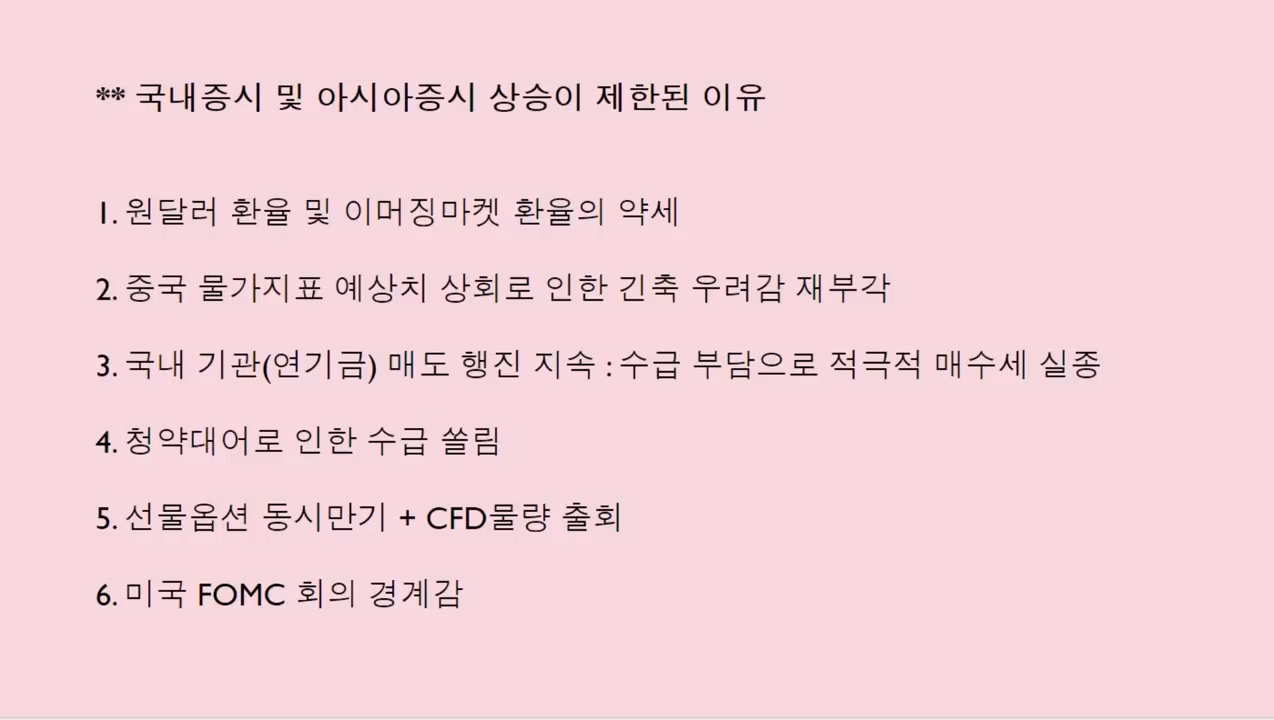 ** 국내증시 및 아시아증시 상승이 제한된 이유
1. 원달러 환율 및 이머징마켓 환율의 약세
2. 중국 물가지표 예상치 상회로 인한 긴축 우려감 재부각
3. 국내 기관(연기금) 매도 행진 지속 : 수급 부담으로 적극적 매수세 실종
4. 청약대어로 인한 수급 쏠림
5. 선물옵션 동시만기 + CFD물량 출회
6. 미국 FOMC 회의 경계감